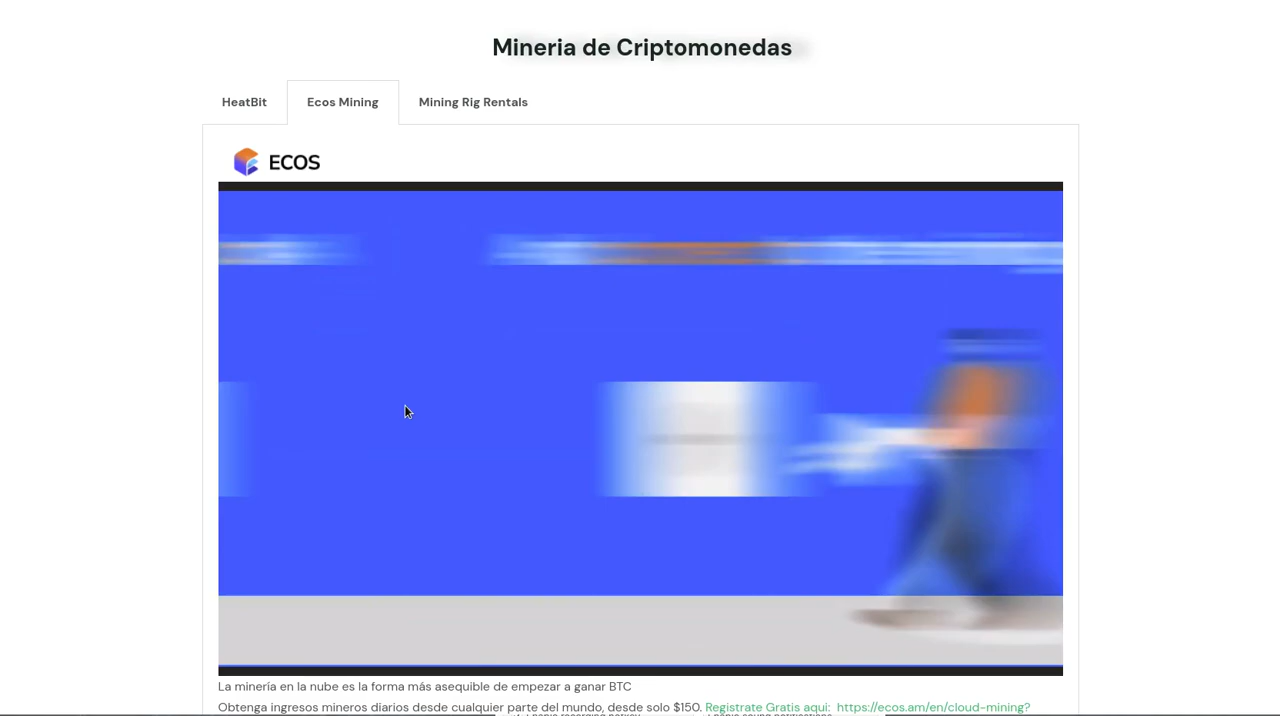 Mineria de Criptomonedas
HeatBit
Ecos Mining
Mining Rig Rentals
ECOS
La minería en la nube es la forma más asequible de empezar a ganar BTC
Obtenga ingresos mineros diarios desde cualquier parte del mundo, desde solo $150. Registrate Gratis aqui: https://ecos.am/en/cloud-mining?